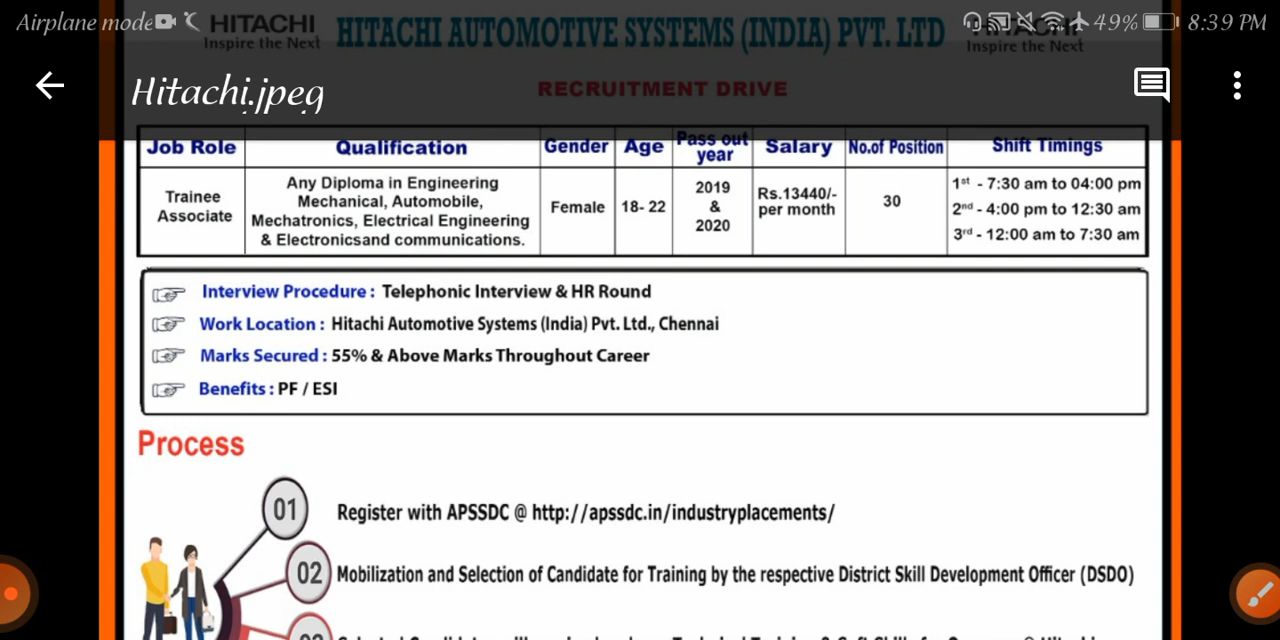 Airplane mode 49% 8:39 PM
HITACHI
Inspire the Next
HITACHI AUTOMOTIVE SYSTEMS (INDIA) PVT. LTD
HITACHI
Inspire the Next
Hitachi.jpeg
RECRUITMENT DRIVE
Job Role Qualification Gender Age Pass out year Salary No.of Position Shift Timings
Trainee Associate
Any Diploma in Engineering
Mechanical, Automobile,
Mechatronics, Electrical Engineering
& Electronicsand communications.
Female
18- 22
2019
&
2020
Rs.13440/-
per month
30
1st - 7:30 am to 04:00 pm
2nd - 4:00 pm to 12:30 am
3rd - 12:00 am to 7:30 am
Interview Procedure : Telephonic Interview & HR Round
Work Location : Hitachi Automotive Systems (India) Pvt. Ltd., Chennai
Marks Secured : 55% & Above Marks Throughout Career
Benefits : PF / ESI
Process
01 Register with APSSDC @ http://apssdc.in/industryplacements/
02 Mobilization and Selection of Candidate for Training by the respective District Skill Development Officer (DSDO)